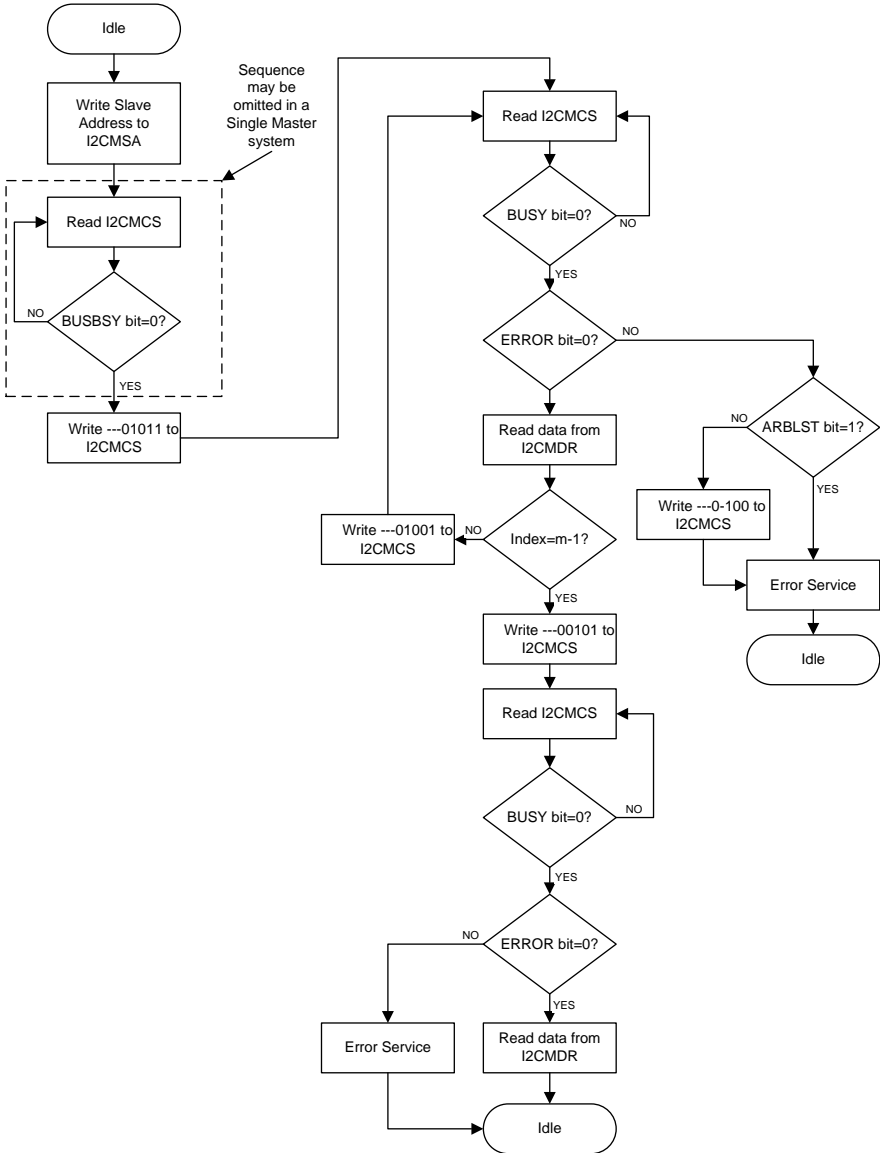 Idle
Write Slave
Address to
I2CMSA
Sequence
may be
omitted in a
Single Master
system
Read I2CMCS
BUSBSY bit=0?
NO
YES
Write ---01011 to
I2CMCS
Read I2CMCS
BUSY bit=0?
NO
YES
ERROR bit=0?
NO
YES
ARBLST bit=1?
NO
YES
Write ---0-100 to
I2CMCS
Error Service
Idle
Read data from
I2CMDR
Index=m-1?
NO
Write ---01001 to
I2CMCS
YES
Write ---00101 to
I2CMCS
Read I2CMCS
BUSY bit=0?
NO
YES
ERROR bit=0?
NO
YES
Error Service
Read data from
I2CMDR
Idle